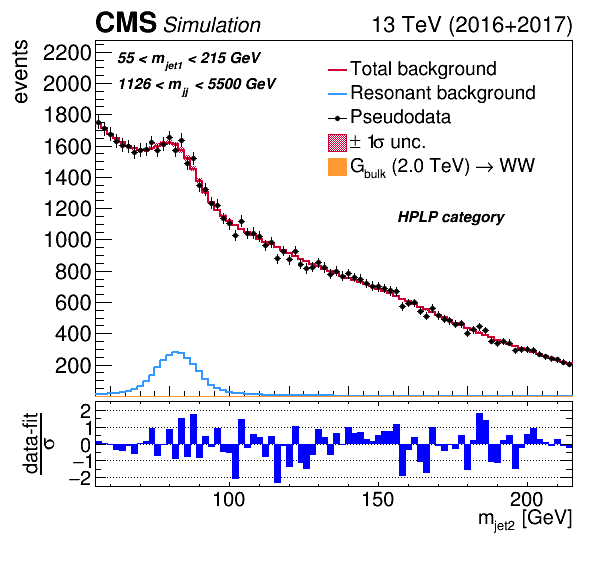 CMS Simulation 13 TeV (2016+2017)
events
55 < m_jet1 < 215 GeV
1126 < m_jj < 5500 GeV
Total background
Resonant background
Pseudodata
± 1σ unc.
G_bulk (2.0 TeV) → WW
HPLP category
2200
2000
1800
1600
1400
1200
1000
800
600
400
200
data-fit
σ
2
1
0
−1
−2
100 150 200
m_jet2 [GeV]